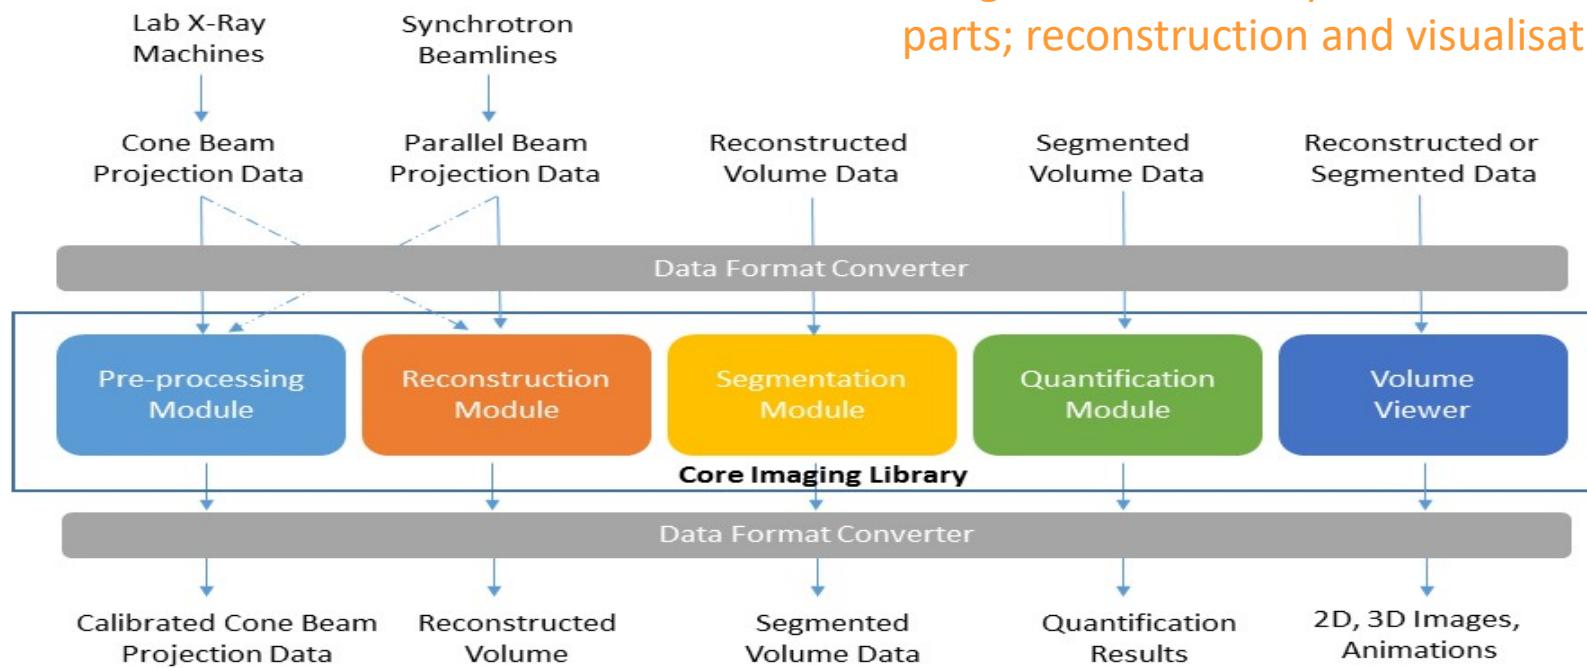 parts; reconstruction and
Lab X-Ray
Machines
Synchrotron
Beamlines
Cone Beam
Projection Data
Parallel Beam
Projection Data
Reconstructed
Volume Data
Segmented
Volume Data
Reconstructed or
Segmented Data
Data Format Converter
Pre-processing
Module
Reconstruction
Module
Segmentation
Module
Quantification
Module
Volume
Viewer
Core Imaging Library
Data Format Converter
Calibrated Cone Beam
Projection Data
Reconstructed
Volume
Segmented
Volume Data
Quantification
Results
2D, 3D Images,
Animations